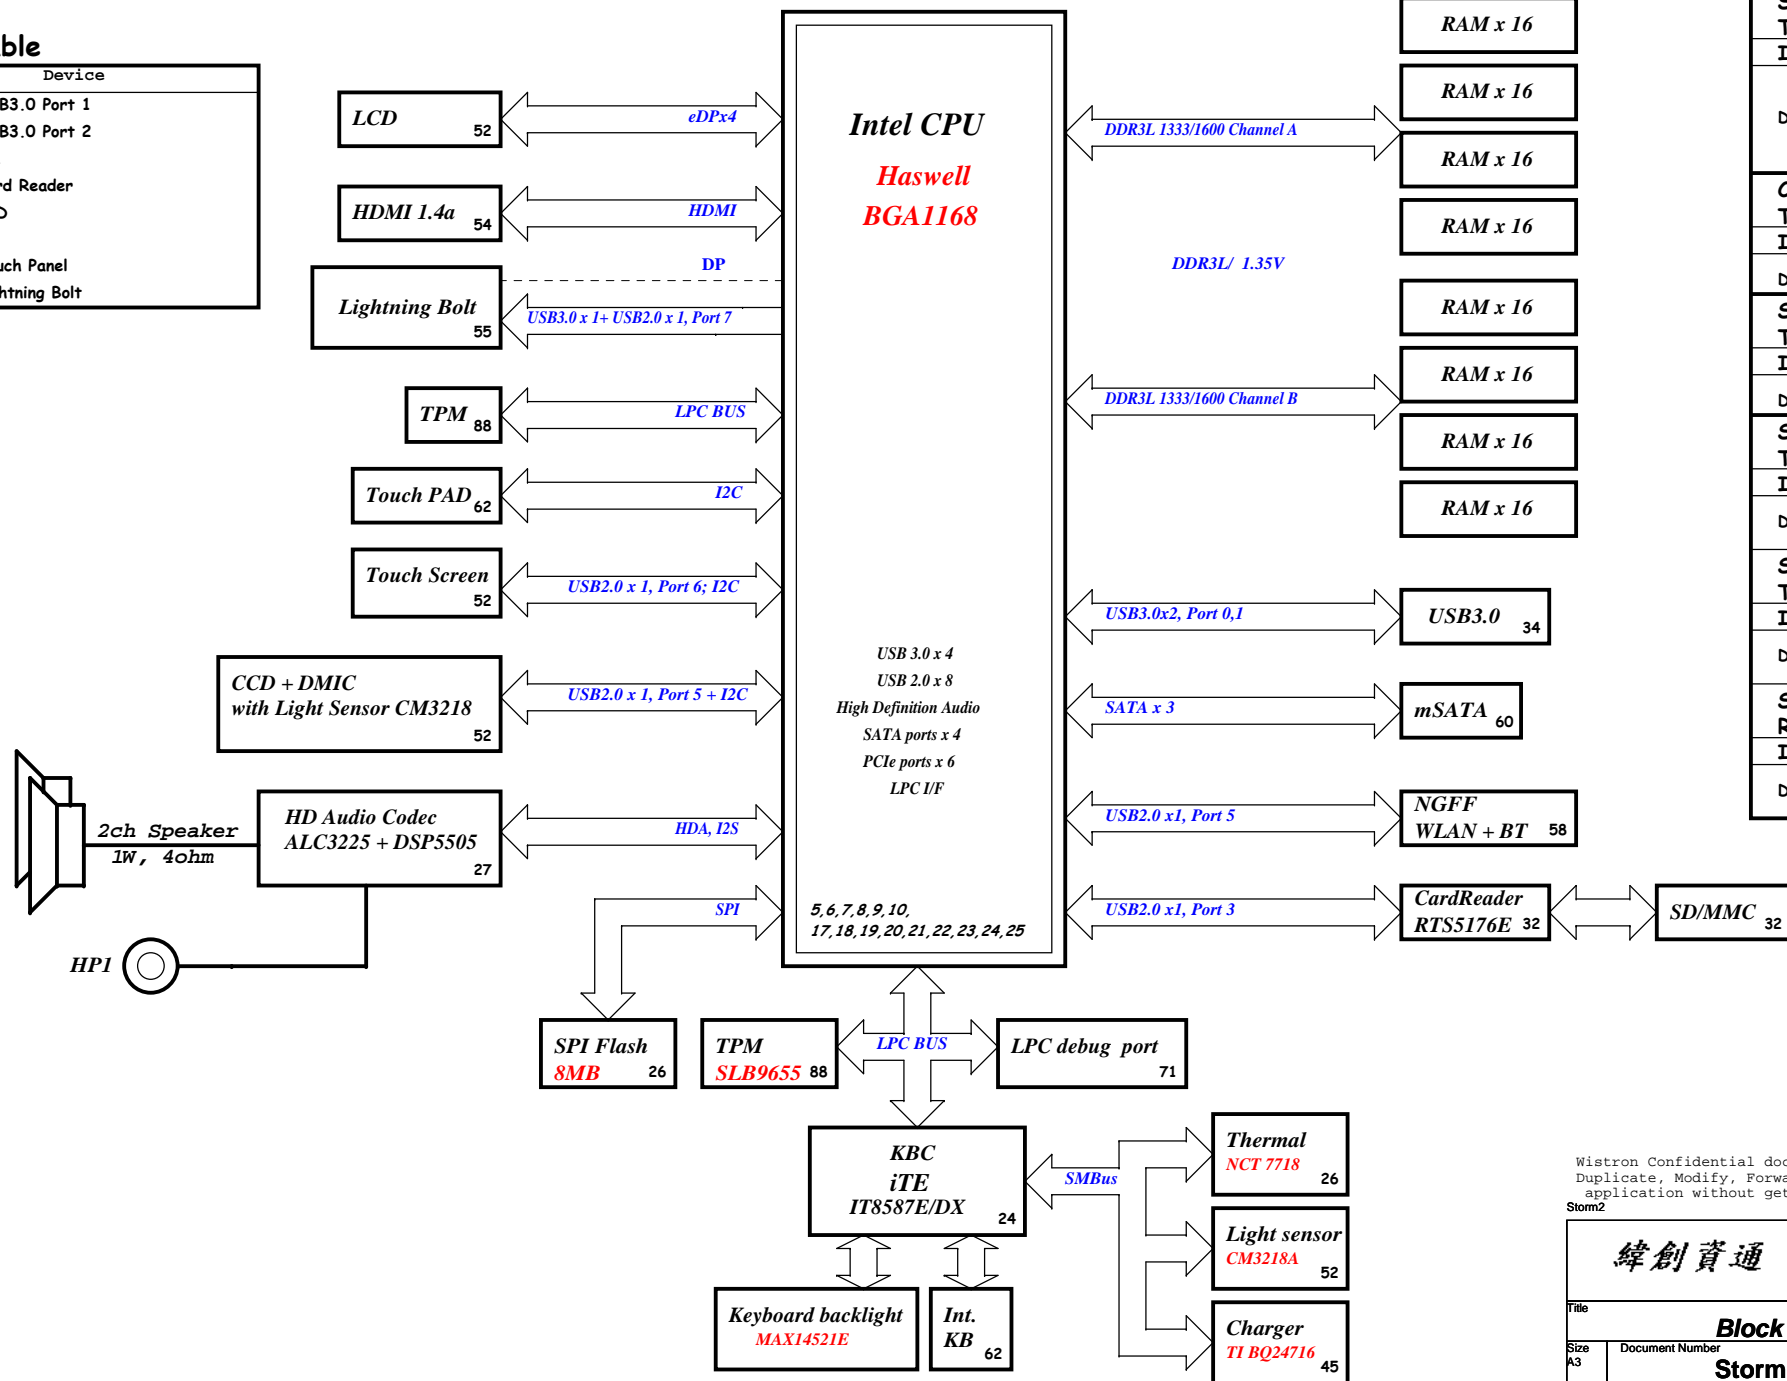 Device
B3.0 Port 1
B3.0 Port 2
rd Reader
uch Panel
htning Bolt
LCD
52
eDPx4
HDMI 1.4a
54
HDMI
DP
Lightning Bolt
55
USB3.0 x 1+ USB2.0 x 1, Port 7
TPM
88
LPC BUS
Touch PAD
62
I2C
Touch Screen
52
USB2.0 x 1, Port 6; I2C
CCD + DMIC
with Light Sensor CM3218
52
USB2.0 x 1, Port 5 + I2C
2ch Speaker
1W, 4ohm
HD Audio Codec
ALC3225 + DSP5505
27
HDA, I2S
HP1
SPI
Intel CPU
Haswell
BGA1168
USB 3.0 x 4
USB 2.0 x 8
High Definition Audio
SATA ports x 4
PCIe ports x 6
LPC I/F
5,6,7,8,9,10,
17,18,19,20,21,22,23,24,25
DDR3L 1333/1600 Channel A
DDR3L/ 1.35V
DDR3L 1333/1600 Channel B
RAM x 16
RAM x 16
RAM x 16
RAM x 16
RAM x 16
RAM x 16
RAM x 16
RAM x 16
USB3.0x2, Port 0,1
USB3.0
34
SATA x 3
mSATA
60
USB2.0 x1, Port 5
NGFF
WLAN + BT 58
USB2.0 x1, Port 3
CardReader
RTS5176E 32
SD/MMC
32
SPI Flash
8MB 26
TPM
SLB9655 88
LPC BUS
LPC debug port
71
KBC
iTE
IT8587E/DX
24
SMBus
Thermal
NCT 7718
26
Light sensor
CM3218A
52
Charger
TI BQ24716
45
Keyboard backlight
MAX14521E
Int.
KB
62
Wistron Confidential doc
Duplicate, Modify, Forwa
application without get
Storm2
緯創資通
Title
Block
Size
A3
Document Number
Storm